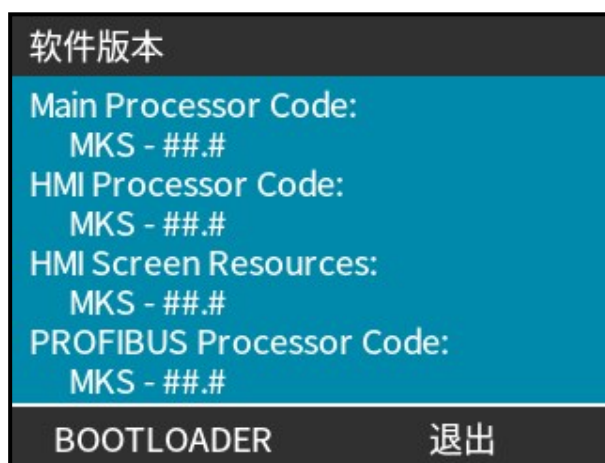 软件版本
Main Processor Code:
MKS - ##.#
HMI Processor Code:
MKS - ##.#
HMI Screen Resources:
MKS - ##.#
PROFIBUS Processor Code:
MKS - ##.#
BOOTLOADER 退出